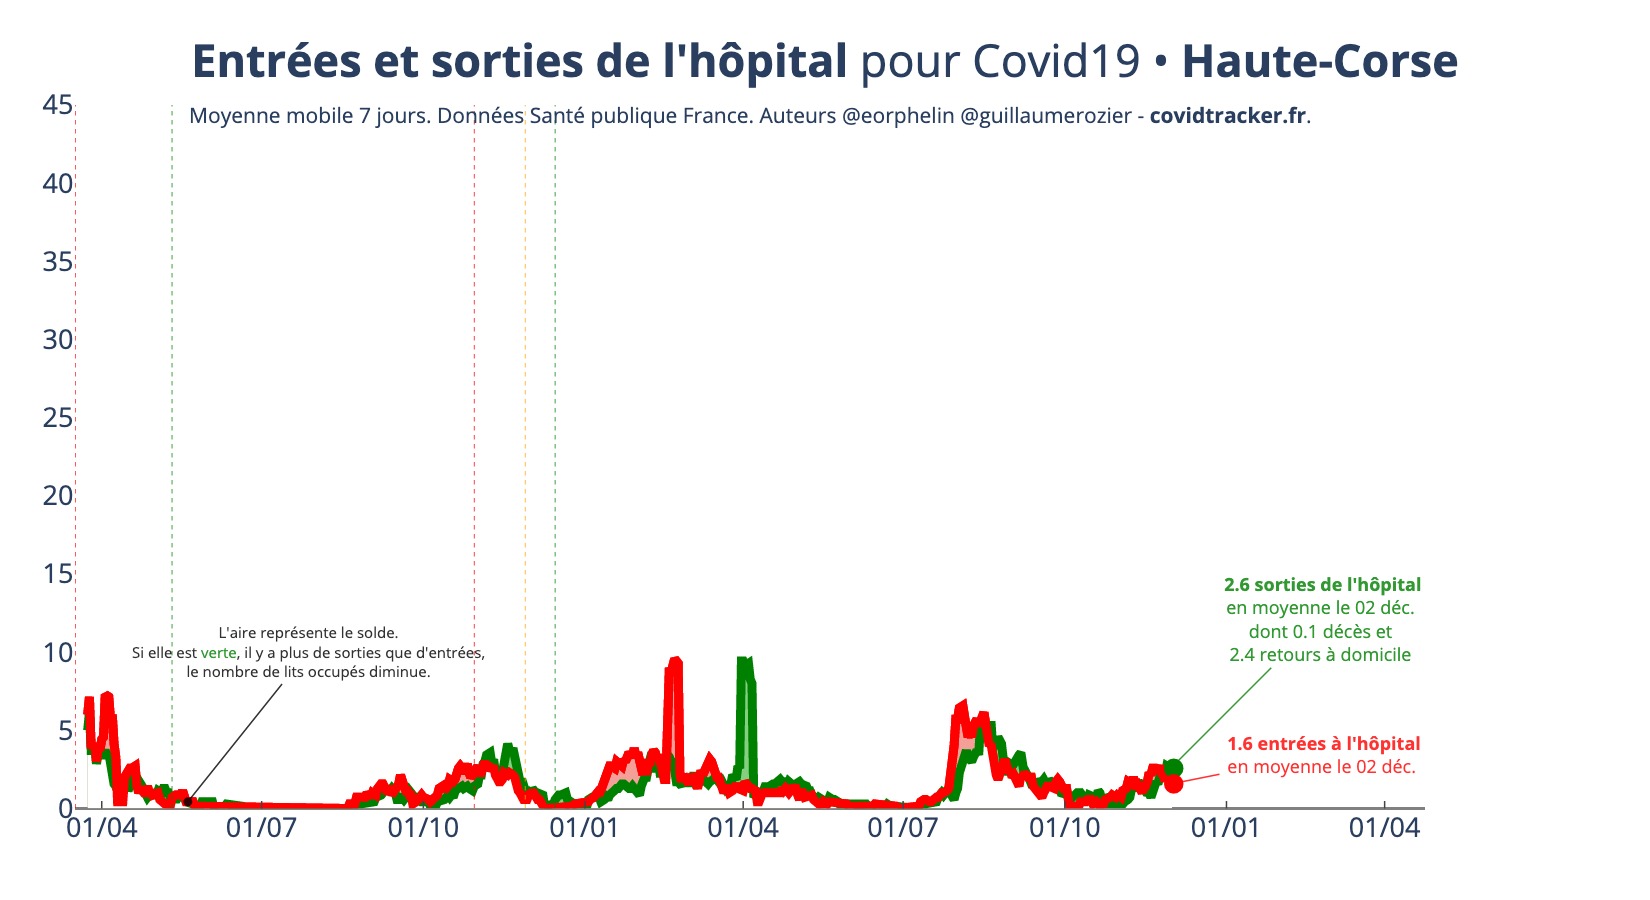 Entrées et sorties de l'hôpital pour Covid19 • Haute-Corse
Moyenne mobile 7 jours. Données Santé publique France. Auteurs @eorphelin @guillaumerozier - covidtracker.fr.
45
40
35
30
25
20
15
10
5
0
L'aire représente le solde.
Si elle est verte, il y a plus de sorties que d'entrées,
le nombre de lits occupés diminue.
2.6 sorties de l'hôpital
en moyenne le 02 déc.
dont 0.1 décès et
2.4 retours à domicile
1.6 entrées à l'hôpital
en moyenne le 02 déc.
01/04 01/07 01/10 01/01 01/04 01/07 01/10 01/01 01/04